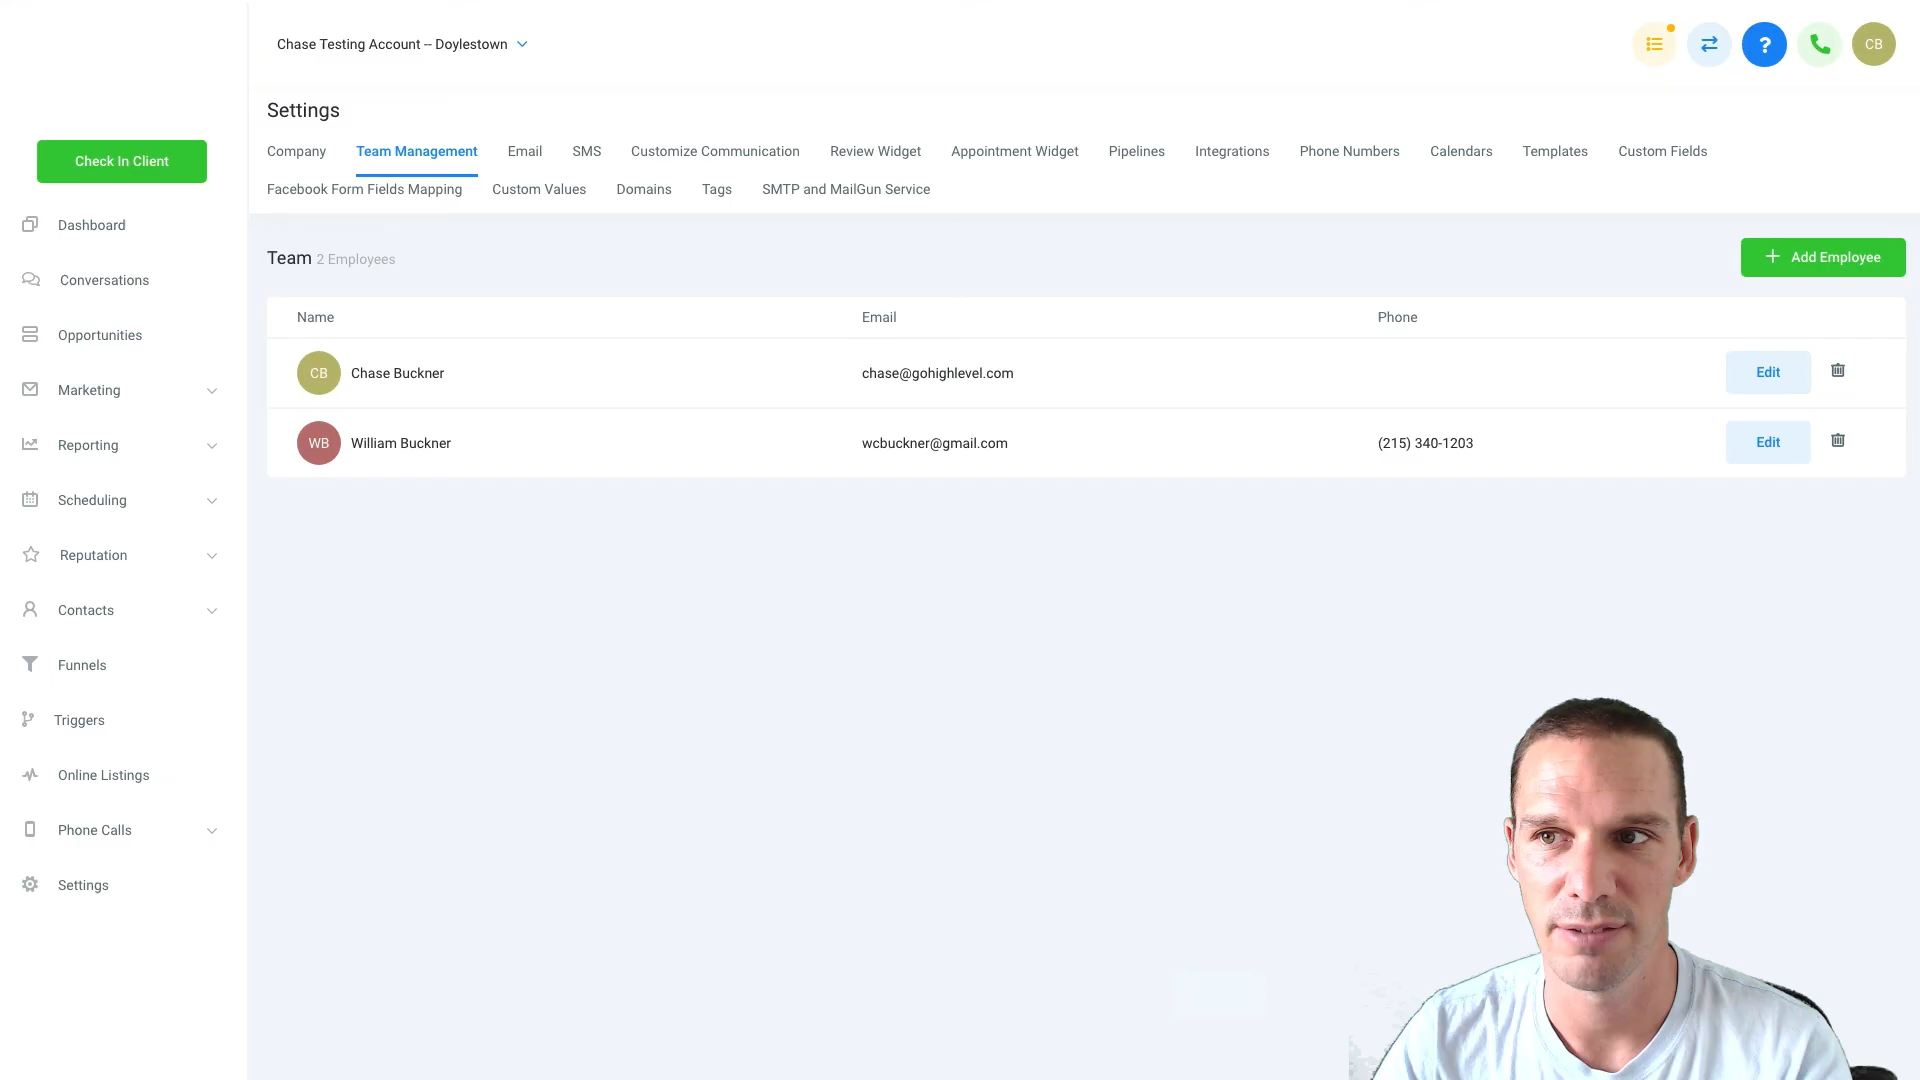 Chase Testing Account -- Doylestown
?
CB
Settings
Check In Client
Company Team Management Email SMS Customize Communication Review Widget Appointment Widget Pipelines Integrations Phone Numbers Calendars Templates Custom Fields
Facebook Form Fields Mapping Custom Values Domains Tags SMTP and MailGun Service
Dashboard
Conversations
Opportunities
Marketing
Reporting
Scheduling
Reputation
Contacts
Funnels
Triggers
Online Listings
Phone Calls
Settings
Team 2 Employees
+ Add Employee
Name Email Phone
CB Chase Buckner chase@gohighlevel.com Edit
WB William Buckner wcbuckner@gmail.com (215) 340-1203 Edit